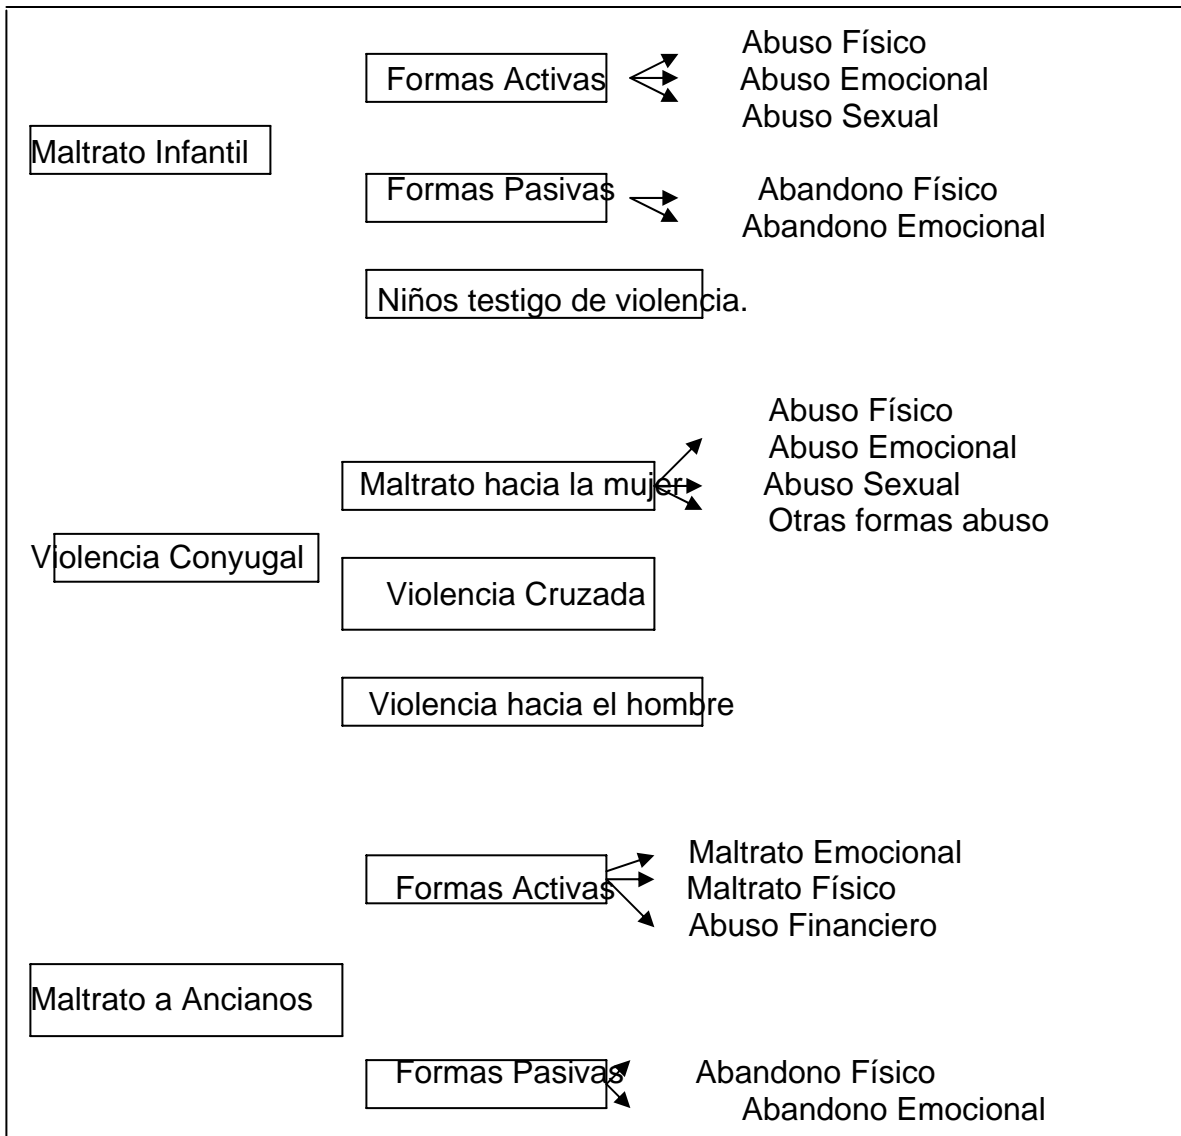 Abuso Físico
Formas Activas
Abuso Emocional
Abuso Sexual
Maltrato Infantil
Formas Pasivas
Abandono Físico
Abandono Emocional
Niños testigo de violencia.
Abuso Físico
Abuso Emocional
Maltrato hacia la mujer
Abuso Sexual
Otras formas abuso
Violencia Conyugal
Violencia Cruzada
Violencia hacia el hombre
Maltrato Emocional
Formas Activas
Maltrato Físico
Abuso Financiero
Maltrato a Ancianos
Formas Pasivas
Abandono Físico
Abandono Emocional